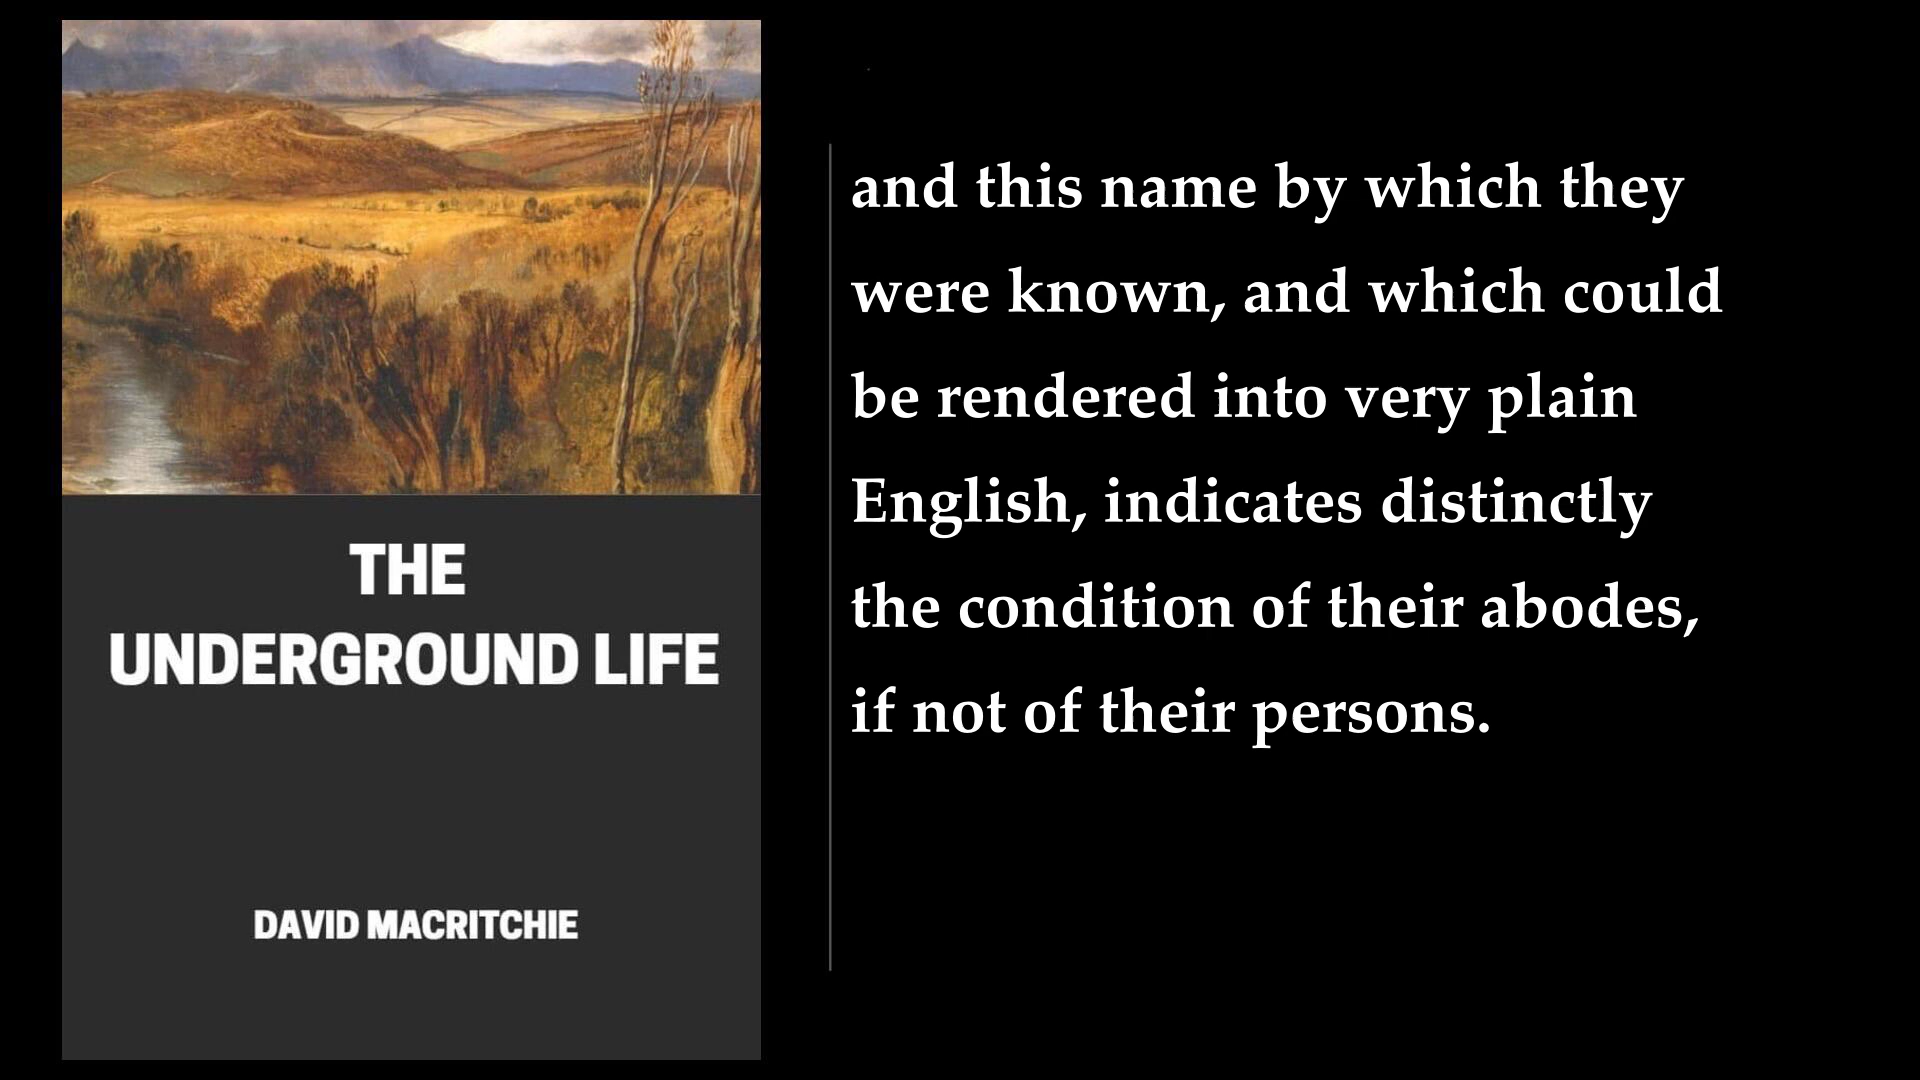 THE
UNDERGROUND LIFE
DAVID MACRITCHIE
and this name by which they
were known, and which could
be rendered into very plain
English, indicates distinctly
the condition of their abodes,
if not of their persons.